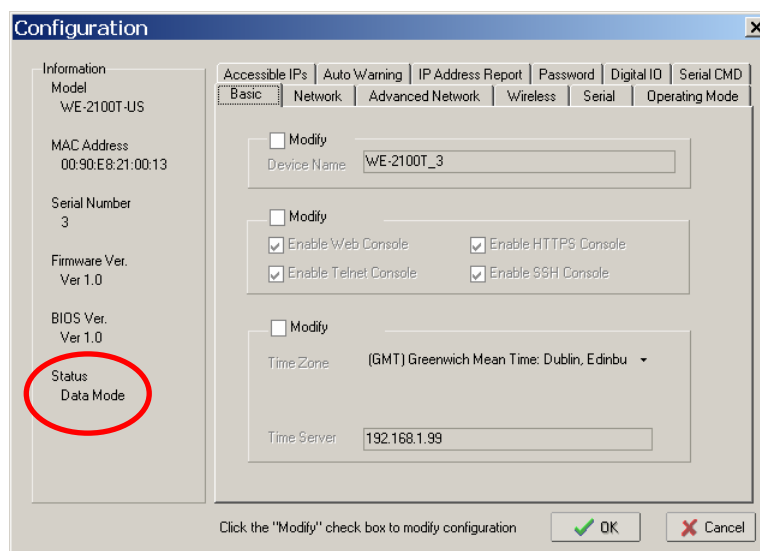 Configuration
Information
Model
WE-2100T-US
MAC Address
00:90:E8:21:00:13
Serial Number
3
Firmware Ver.
Ver 1.0
BIOS Ver.
Ver 1.0
Status
Data Mode
Accessible IPs Auto Warning IP Address Report Password Digital IO Serial CMD
Basic Network Advanced Network Wireless Serial Operating Mode
Modify
Device Name WE-2100T_3
Modify
Enable Web Console Enable HTTPS Console
Enable Telnet Console Enable SSH Console
Modify
Time Zone (GMT) Greenwich Mean Time: Dublin, Edinbu
Time Server 192.168.1.99
Click the "Modify" check box to modify configuration OK Cancel